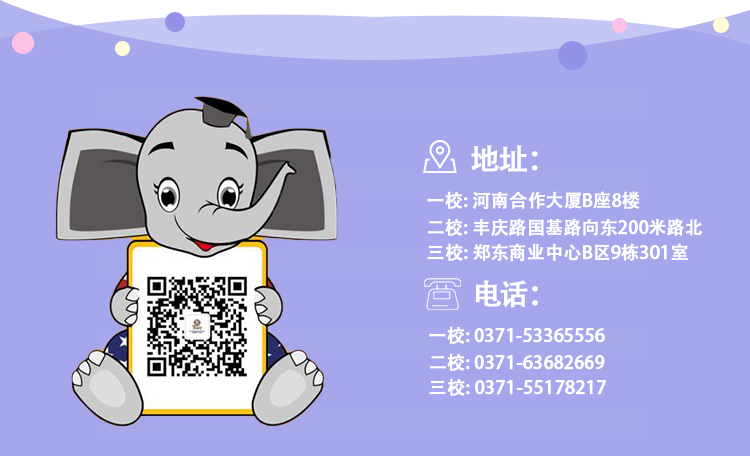 地址：
一校: 河南合作大厦B座8楼
二校: 丰庆路国基路向东200米路北
三校: 郑东商业中心B区9栋301室
电话：
一校: 0371-53365556
二校: 0371-63682669
三校: 0371-55178217